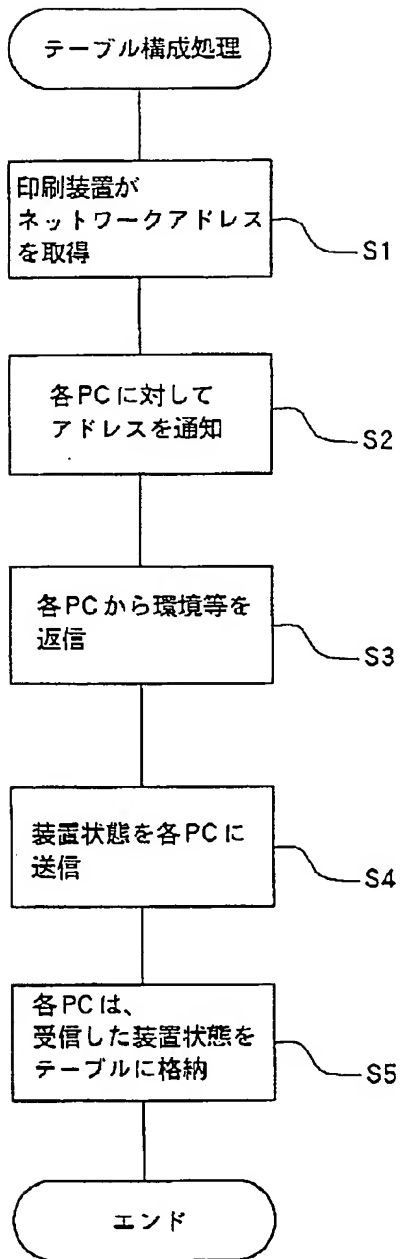 テーブル構成処理
印刷装置が
ネットワークアドレス
を取得
S1
各PCに対して
アドレスを通知
S2
各PCから環境等を
返信
S3
装置状態を各PCに
送信
S4
各PCは、
受信した装置状態を
テーブルに格納
S5
エンド